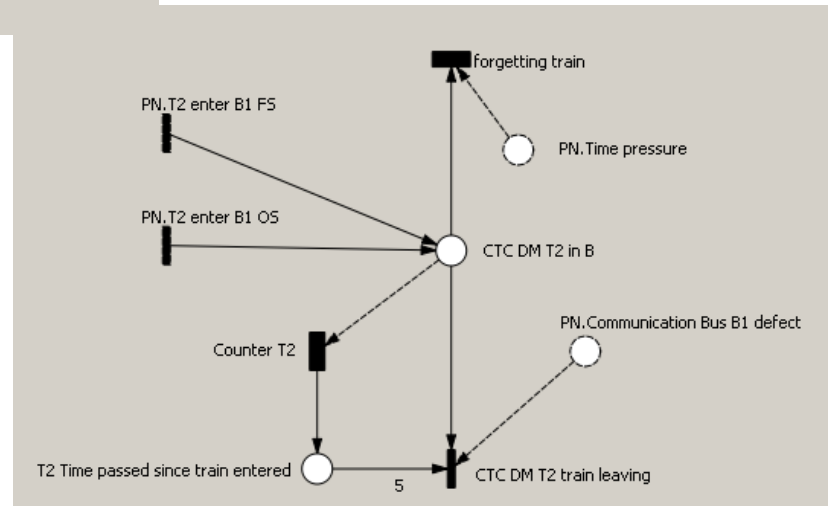 forgetting train
PN.T2 enter B1 FS
PN.Time pressure
PN.T2 enter B1 OS
CTC DM T2 in B
PN.Communication Bus B1 defect
Counter T2
T2 Time passed since train entered
5
CTC DM T2 train leaving